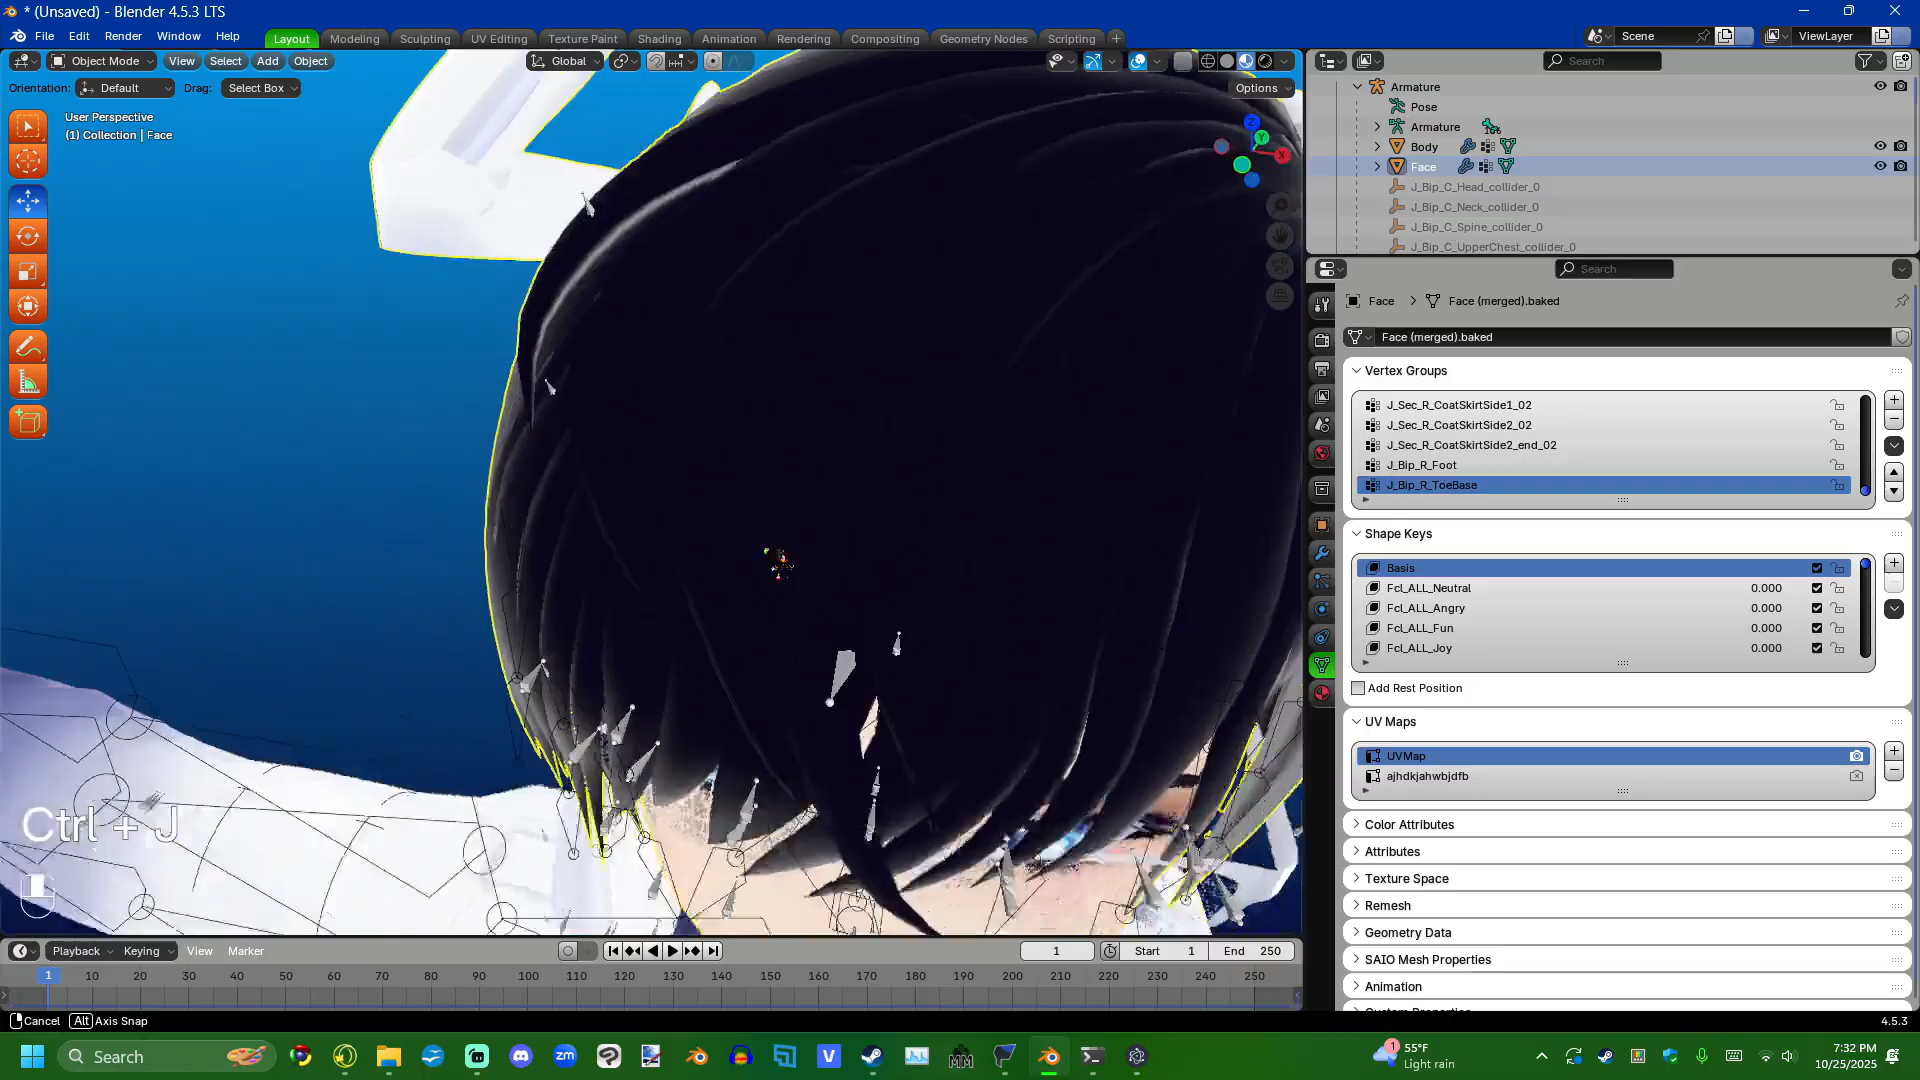 * (Unsaved) - Blender 4.5.3 LTS
File Edit Render Window Help
Layout Modeling Sculpting UV Editing Texture Paint Shading Animation Rendering Compositing Geometry Nodes Scripting
Scene
ViewLayer
Object Mode View Select Add Object
Global
Search
Orientation: Default Drag: Select Box
Options
User Perspective
(1) Collection | Face
Armature
Pose
Armature
Body
Face
J_Bip_C_Head_collider_0
J_Bip_C_Neck_collider_0
J_Bip_C_Spine_collider_0
J_Bip_C_UpperChest_collider_0
Z
Y
X
Search
Face > Face (merged).baked
Face (merged).baked
Vertex Groups
J_Sec_R_CoatSkirtSide1_02
J_Sec_R_CoatSkirtSide2_02
J_Sec_R_CoatSkirtSide2_end_02
J_Bip_R_Foot
J_Bip_R_ToeBase
Shape Keys
Basis
Fcl_ALL_Neutral 0.000
Fcl_ALL_Angry 0.000
Fcl_ALL_Fun 0.000
Fcl_ALL_Joy 0.000
Add Rest Position
UV Maps
UVMap
ajhdkjahwbjdfb
Color Attributes
Attributes
Texture Space
Remesh
Geometry Data
SAIO Mesh Properties
Animation
Ctrl + J
Playback Keying View Marker
1 Start 1 End 250
1 10 20 30 40 50 60 70 80 90 100 110 120 130 140 150 160 170 180 190 200 210 220 230 240 250
Cancel Alt Axis Snap
4.5.3
Search
zm
V
1
55°F
Light rain
7:32 PM
10/25/2025